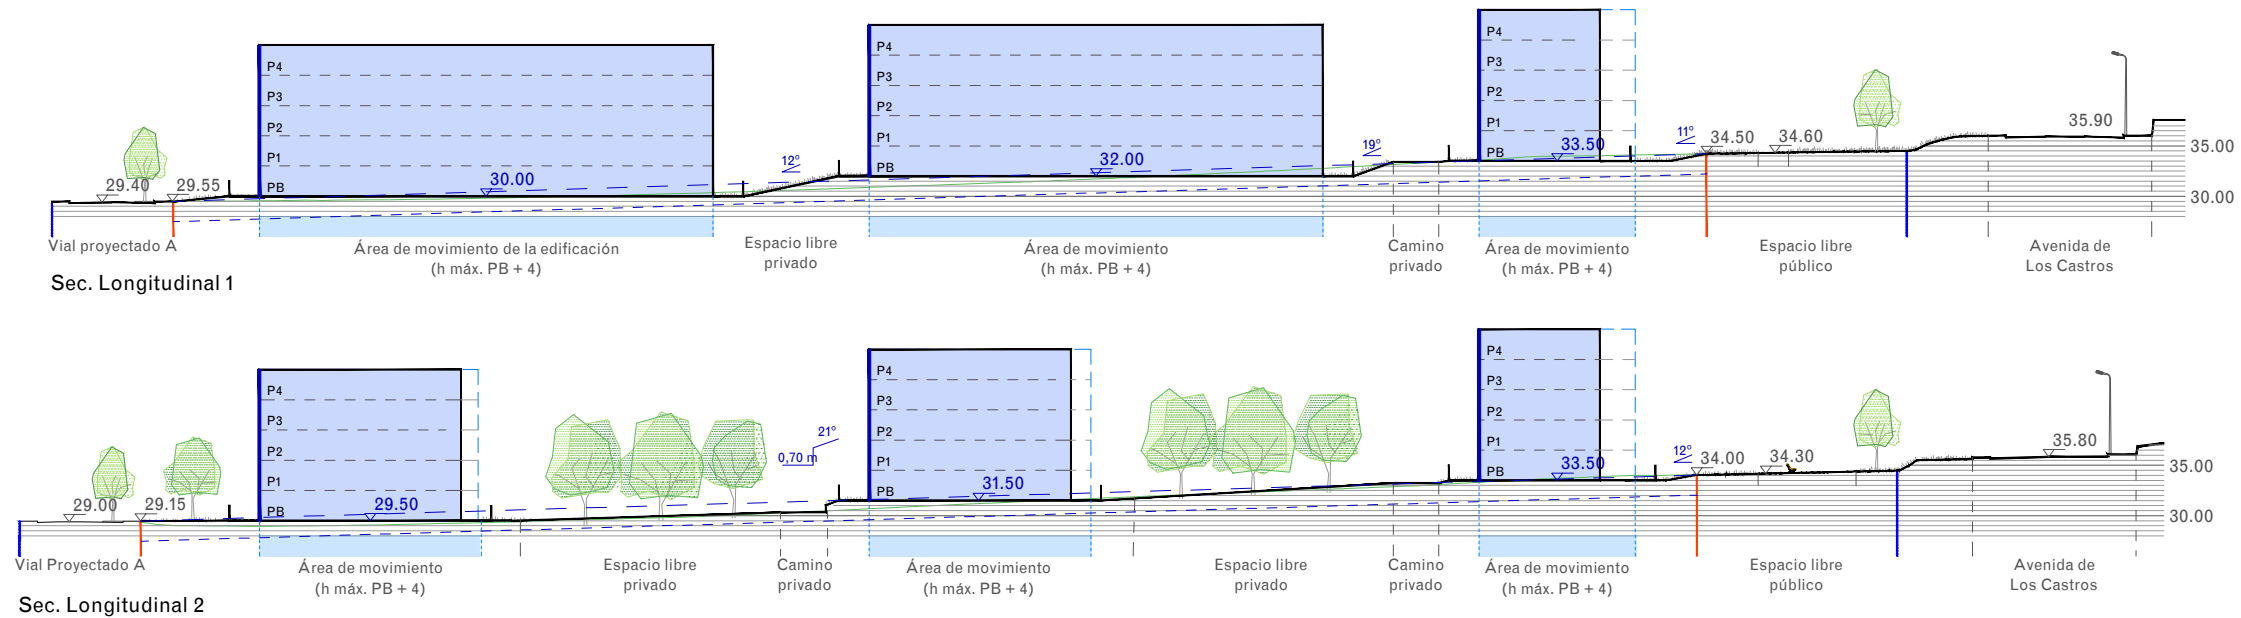 P4
P3
P2
P1
PB
30.00
29.40
29.55
12º
P4
P3
P2
P1
PB
32.00
19º
P4
P3
P2
P1
PB
33.50
11º
34.50
34.60
35.90
35.00
30.00
Vial proyectado A
Área de movimiento de la edificación
(h máx. PB + 4)
Espacio libre
privado
Área de movimiento
(h máx. PB + 4)
Camino
privado
Área de movimiento
(h máx. PB + 4)
Espacio libre
público
Avenida de
Los Castros
Sec. Longitudinal 1
P4
P3
P2
P1
PB
29.50
29.00
29.15
21º
0,70 m
P4
P3
P2
P1
PB
31.50
P4
P3
P2
P1
PB
33.50
12º
34.00
34.30
35.80
35.00
30.00
Vial Proyectado A
Área de movimiento
(h máx. PB + 4)
Espacio libre
privado
Camino
privado
Área de movimiento
(h máx. PB + 4)
Espacio libre
privado
Camino
privado
Área de movimiento
(h máx. PB + 4)
Espacio libre
público
Avenida de
Los Castros
Sec. Longitudinal 2